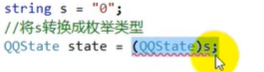 string s = "0";
//将s转换成枚举类型
QQState state = (QQState)s;